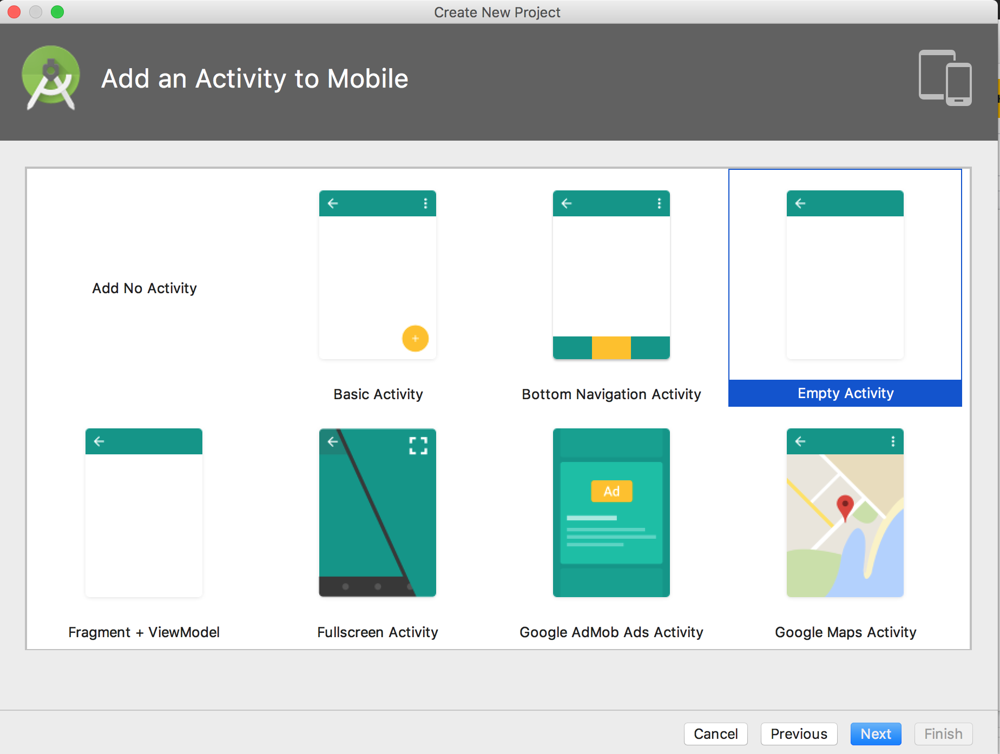 Create New Project
Add an Activity to Mobile
Add No Activity
Basic Activity
Bottom Navigation Activity
Empty Activity
Ad
Fragment + ViewModel
Fullscreen Activity
Google AdMob Ads Activity
Google Maps Activity
Cancel
Previous
Next
Finish